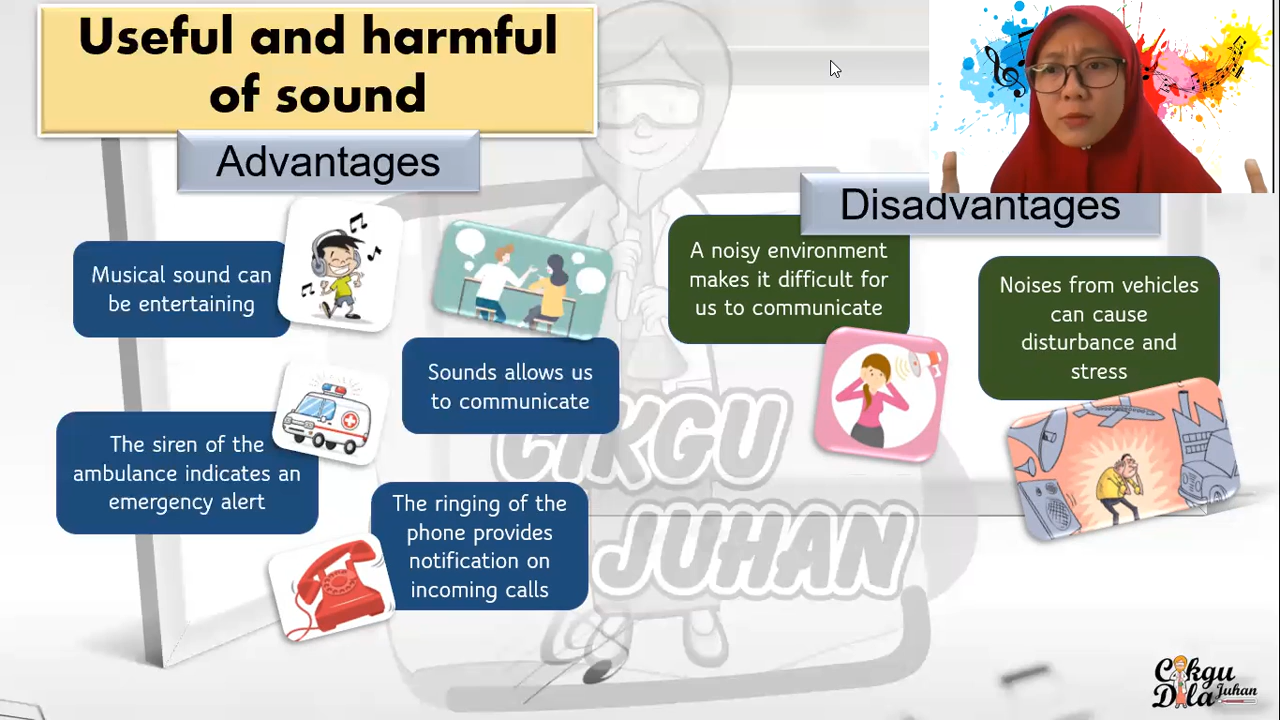 Useful and harmful
of sound
Advantages
Musical sound can
be entertaining
Sounds allows us
to communicate
The siren of the
ambulance indicates an
emergency alert
The ringing of the
phone provides
notification on
incoming calls
Disadvantages
A noisy environment
makes it difficult for
us to communicate
Noises from vehicles
can cause
disturbance and
stress
CIKGU
JUHAN
Cikgu
Dila Juhan